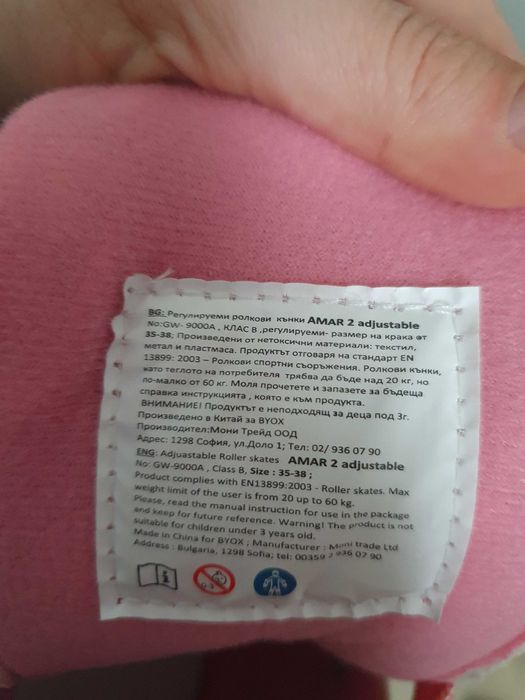 BG: Регулируеми ролкови кънки AMAR 2 adjustable
No:GW- 9000A , КЛАС B ,регулируеми- размер на крака от
35-38; Произведени от нетоксични материали: текстил,
метал и пластмаса. Продуктът отговаря на стандарт EN
13899: 2003 – Ролкови спортни съоръжения. Ролкови кънки,
като теглото на потребителя трябва да бъде над 20 кг, но
по-малко от 60 кг. Моля прочетете и запазете за бъдеща
справка инструкцията , която е към продукта.
ВНИМАНИЕ! Продуктът е неподходящ за деца под 3г.
Произведено в Китай за BYOX
Производител:Мони Трейд ООД
Адрес: 1298 София, ул.Доло 1; Тел: 02/ 936 07 90
ENG: Adjuastable Roller skates AMAR 2 adjustable
No: GW-9000A , Class B, Size : 35-38 ;
Product complies with EN13899:2003 - Roller skates. Max
weight limit of the user is from 20 up to 60 kg.
Please, read the manual instruction for use in the package
and keep for future reference. Warning! The product is not
suitable for children under 3 years old.
Made in China for BYOX ; Manufacturer : Moni trade Ltd
Address : Bulgaria, 1298 Sofia; tel: 00359 2 936 07 90
0-3